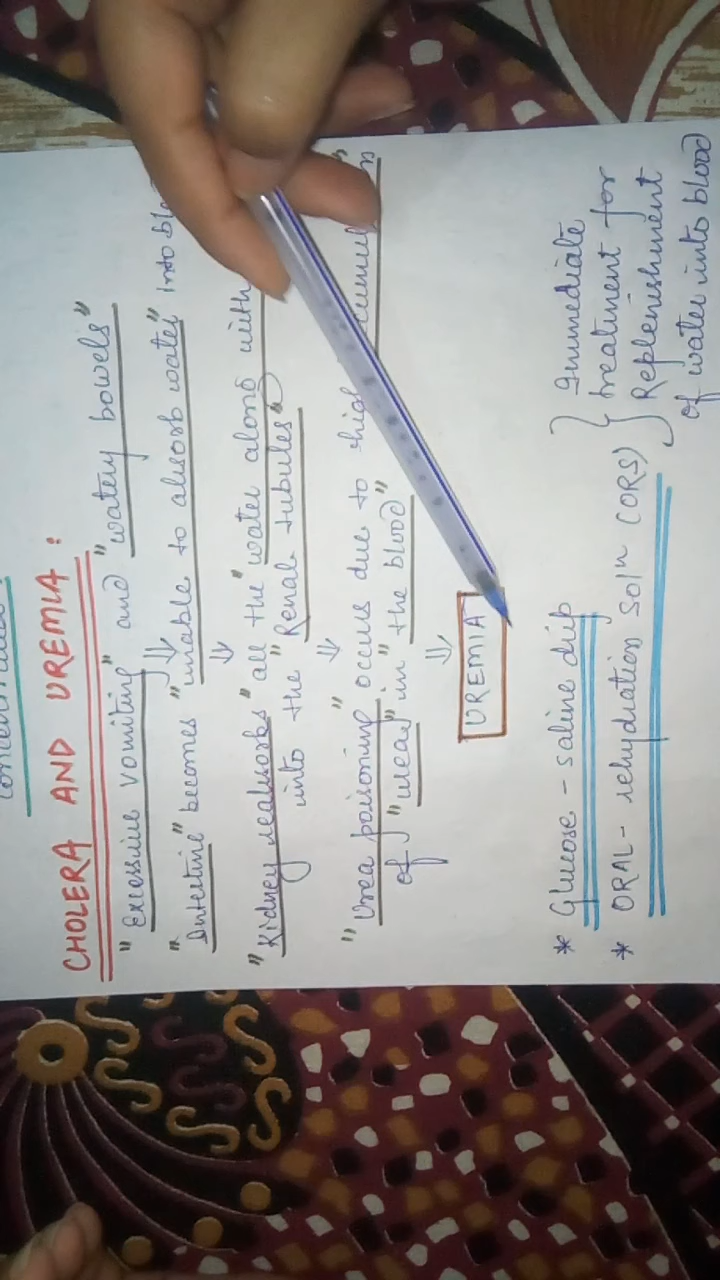 CHOLERA AND UREMIA :
"Excessive vomiting" and "watery bowels"
"Intestine" becomes "unable to absorb water" into
"Kidney reabsorbs" all the "water along with
into the "Renal tubules"
"Urea poisoning" occurs due to
of "urea" in "the blood"
UREMIA
* Glucose - saline drip
* ORAL - rehydration Solⁿ (ORS)
} Immediate
treatment for
Replenishment
of water into blood